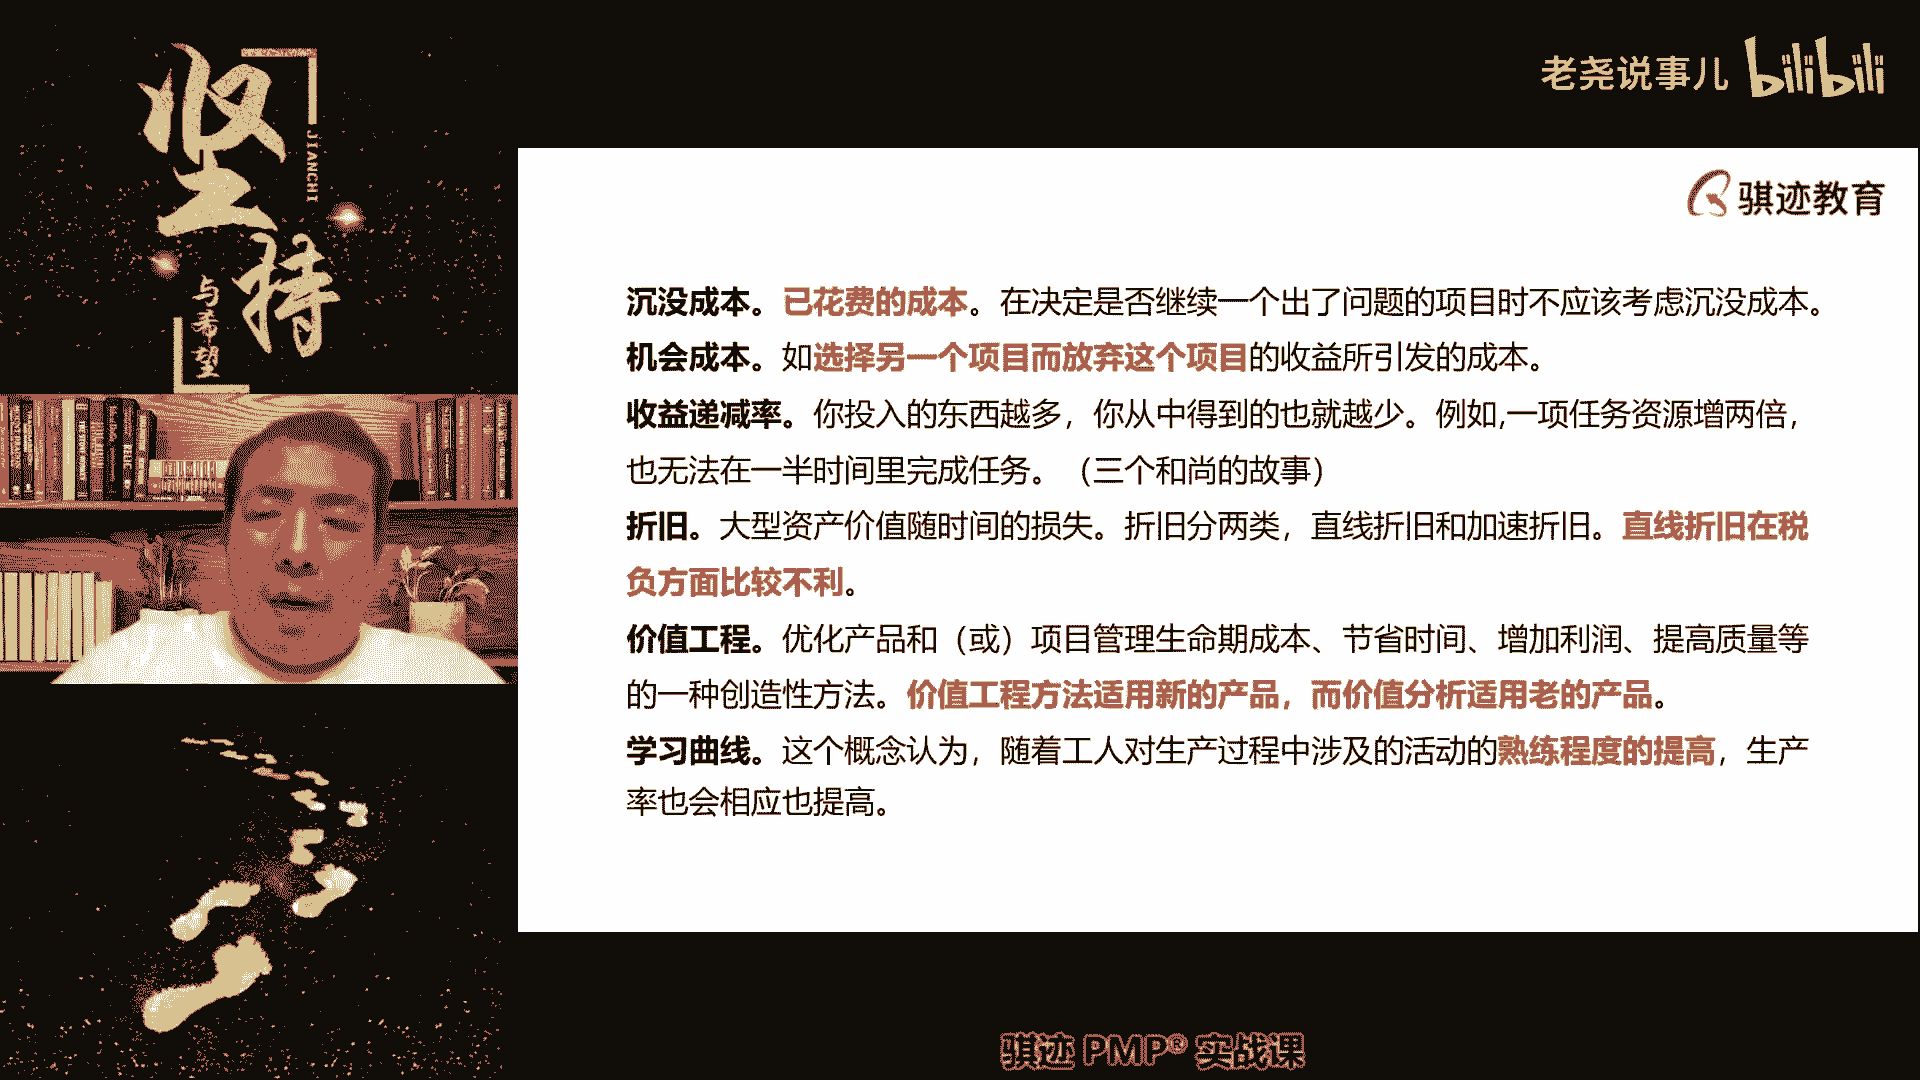 坚持
JIANCHI
与希望
老尧说事儿 bilibili
骐迹教育
沉没成本。已花费的成本。在决定是否继续一个出了问题的项目时不应该考虑沉没成本。
机会成本。如选择另一个项目而放弃这个项目的收益所引发的成本。
收益递减率。你投入的东西越多，你从中得到的也就越少。例如,一项任务资源增两倍，
也无法在一半时间里完成任务。（三个和尚的故事）
折旧。大型资产价值随时间的损失。折旧分两类，直线折旧和加速折旧。直线折旧在税
负方面比较不利。
价值工程。优化产品和（或）项目管理生命期成本、节省时间、增加利润、提高质量等
的一种创造性方法。价值工程方法适用新的产品，而价值分析适用老的产品。
学习曲线。这个概念认为，随着工人对生产过程中涉及的活动的熟练程度的提高，生产
率也会相应也提高。
骐迹 PMP® 实战课